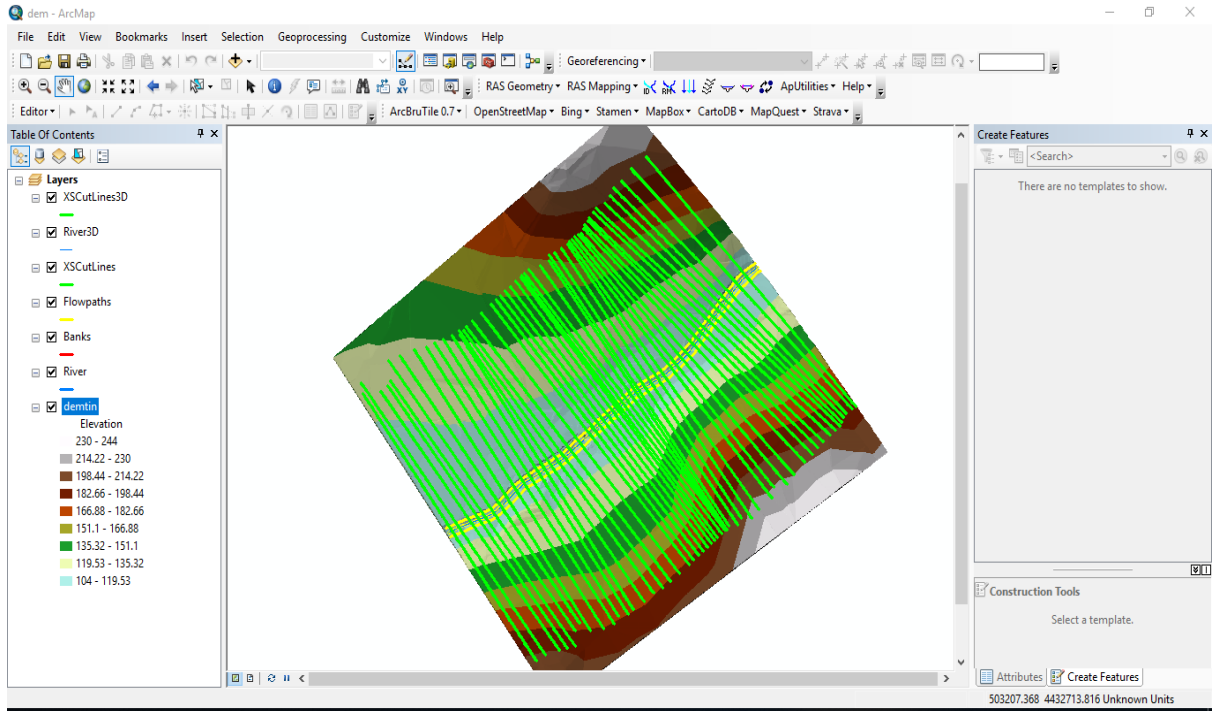 dem - ArcMap
File Edit View Bookmarks Insert Selection Geoprocessing Customize Windows Help
Georeferencing
RAS Geometry RAS Mapping ID RRK ApUtilities Help
Editor ArcBruTile 0.7 OpenStreetMap Bing Stamen MapBox CartoDB MapQuest Strava
Table Of Contents
Layers
XSCutLines3D
River3D
XSCutLines
Flowpaths
Banks
River
demtin
Elevation
230 - 244
214.22 - 230
198.44 - 214.22
182.66 - 198.44
166.88 - 182.66
151.1 - 166.88
135.32 - 151.1
119.53 - 135.32
104 - 119.53
Create Features
<Search>
There are no templates to show.
Construction Tools
Select a template.
Attributes Create Features
503207.368 4432713.816 Unknown Units